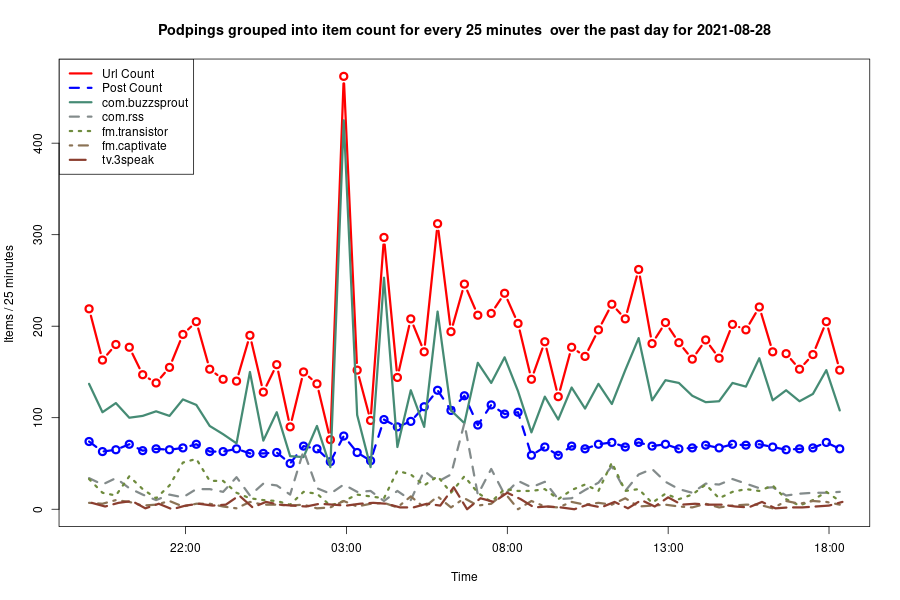 Podpings grouped into item count for every 25 minutes  over the past day for 2021-08-28
Url Count
Post Count
com.buzzsprout
com.rss
fm.transistor
fm.captivate
tv.3speak
Items / 25 minutes
400
300
200
100
0
22:00 03:00 08:00 13:00 18:00
Time